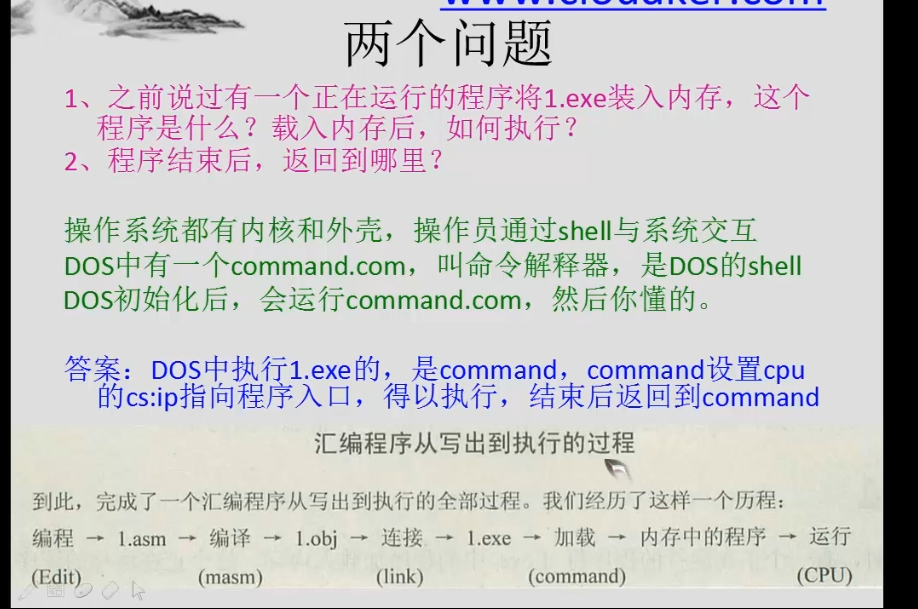 两个问题
1、之前说过有一个正在运行的程序将1.exe装入内存，这个
程序是什么？载入内存后，如何执行？
2、程序结束后，返回到哪里？
操作系统都有内核和外壳，操作员通过shell与系统交互
DOS中有一个command.com，叫命令解释器，是DOS的shell
DOS初始化后，会运行command.com，然后你懂的。
答案：DOS中执行1.exe的，是command，command设置cpu
的cs:ip指向程序入口，得以执行，结束后返回到command
汇编程序从写出到执行的过程
到此，完成了一个汇编程序从写出到执行的全部过程。我们经历了这样一个历程：
编程 → 1.asm → 编译 → 1.obj → 连接 → 1.exe → 加载 → 内存中的程序 → 运行
(Edit) (masm) (link) (command) (CPU)